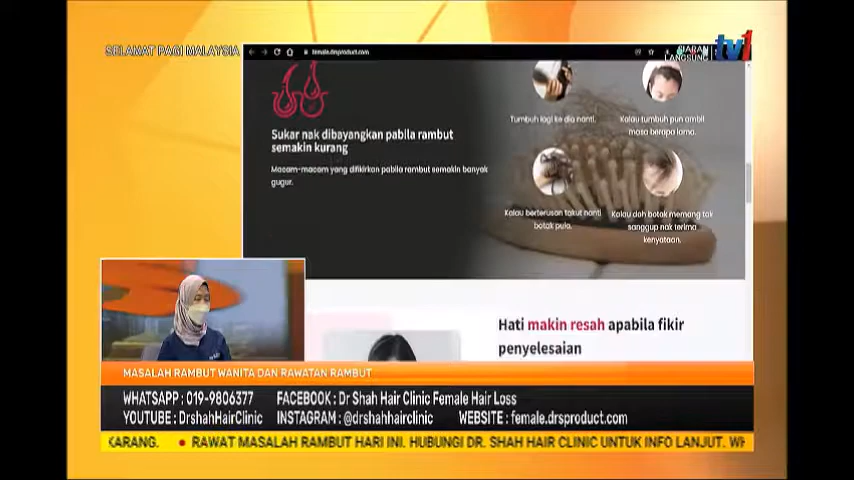 SELAMAT PAGI MALAYSIA
female.drsproduct.com
SIARAN
LANGSUNG
tv1
Sukar nak dibayangkan pabila rambut
semakin kurang
Macam-macam yang difikirkan pabila rambut semakin banyak
gugur.
Tumbuh lagi ke dia nanti.
Kalau tumbuh pun ambil
masa berapa lama.
Kalau berterusan takut nanti
botak pula.
Kalau dah botak memang tak
sanggup nak terima
kenyataan.
Hati makin resah apabila fikir
penyelesaian
MASALAH RAMBUT WANITA DAN RAWATAN RAMBUT
WHATSAPP : 019-9806377 FACEBOOK : Dr Shah Hair Clinic Female Hair Loss
YOUTUBE : DrshahHairClinic INSTAGRAM : @drshahhairclinic WEBSITE : female.drsproduct.com
KARANG. • RAWAT MASALAH RAMBUT HARI INI. HUBUNGI DR. SHAH HAIR CLINIC UNTUK INFO LANJUT.